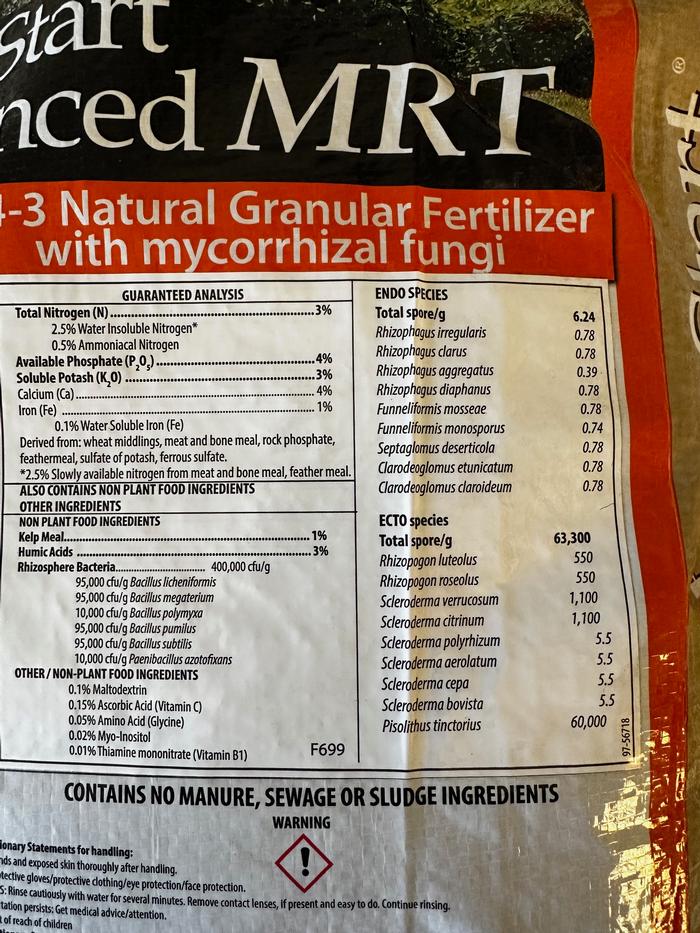 Start
nced MRT
-3 Natural Granular Fertilizer
with mycorrhizal fungi
GUARANTEED ANALYSIS
Total Nitrogen (N) ........ 3%
2.5% Water Insoluble Nitrogen*
0.5% Ammoniacal Nitrogen
Available Phosphate (P₂O₅) ........ 4%
Soluble Potash (K₂O) ........ 3%
Calcium (Ca) ........ 4%
Iron (Fe) ........ 1%
0.1% Water Soluble Iron (Fe)
Derived from: wheat middlings, meat and bone meal, rock phosphate,
feathermeal, sulfate of potash, ferrous sulfate.
*2.5% Slowly available nitrogen from meat and bone meal, feather meal.
ALSO CONTAINS NON PLANT FOOD INGREDIENTS
OTHER INGREDIENTS
NON PLANT FOOD INGREDIENTS
Kelp Meal ........ 1%
Humic Acids ........ 3%
Rhizosphere Bacteria ........ 400,000 cfu/g
95,000 cfu/g Bacillus licheniformis
95,000 cfu/g Bacillus megaterium
10,000 cfu/g Bacillus polymyxa
95,000 cfu/g Bacillus pumilus
95,000 cfu/g Bacillus subtilis
10,000 cfu/g Paenibacillus azotofixans
OTHER / NON-PLANT FOOD INGREDIENTS
0.1% Maltodextrin
0.15% Ascorbic Acid (Vitamin C)
0.05% Amino Acid (Glycine)
0.02% Myo-Inositol
0.01% Thiamine mononitrate (Vitamin B1)
F699
ENDO SPECIES
Total spore/g 6.24
Rhizophagus irregularis 0.78
Rhizophagus clarus 0.78
Rhizophagus aggregatus 0.39
Rhizophagus diaphanus 0.78
Funneliformis mosseae 0.78
Funneliformis monosporus 0.74
Septaglomus deserticola 0.78
Clarodeoglomus etunicatum 0.78
Clarodeoglomus claroideum 0.78
ECTO species
Total spore/g 63,300
Rhizopogon luteolus 550
Rhizopogon roseolus 550
Scleroderma verrucosum 1,100
Scleroderma citrinum 1,100
Scleroderma polyrhizum 5.5
Scleroderma aerolatum 5.5
Scleroderma cepa 5.5
Scleroderma bovista 5.5
Pisolithus tinctorius 60,000
97-56718
CONTAINS NO MANURE, SEWAGE OR SLUDGE INGREDIENTS
WARNING
!
ionary Statements for handling:
nds and exposed skin thoroughly after handling.
tective gloves/protective clothing/eye protection/face protection.
S: Rinse cautiously with water for several minutes. Remove contact lenses, if present and easy to do. Continue rinsing.
tation persists: Get medical advice/attention.
t of reach of children
®